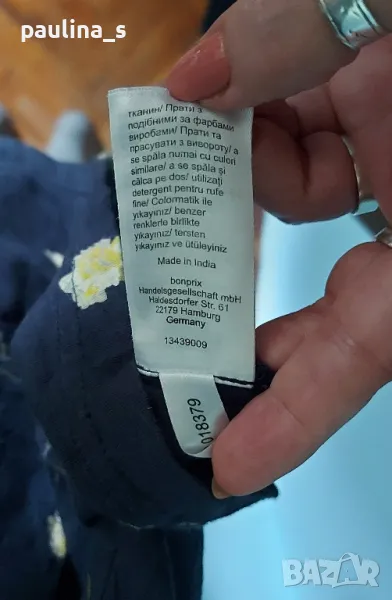 paulina_s
тканин/ Прати з
подібними за фарбами
виробами/ Прати та
прасувати з вивороту/ a
se spăla numai cu culori
similare/ a se spăla şi
călca pe dos/ utilizaţi
detergent pentru rufe
fine/ Colormatik ile
yıkayınız/ benzer
renklerle birlikte
yıkayınız/ tersten
yıkayınız ve ütüleyiniz
Made in India
bonprix
Handelsgesellschaft mbH
Haldesdorfer Str. 61
22179 Hamburg
Germany
13439009
018379
BAZAR